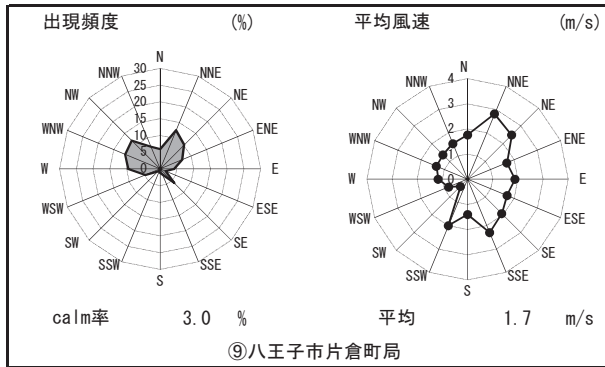 出現頻度 (%)
N
NNE
NE
ENE
E
ESE
SE
SSE
S
SSW
SW
WSW
W
WNW
NW
NNW
30
25
20
15
10
5
0
calm率 3.0 %
平均風速 (m/s)
N
NNE
NE
ENE
E
ESE
SE
SSE
S
SSW
SW
WSW
W
WNW
NW
NNW
4
3
2
1
0
平均 1.7 m/s
⑨八王子市片倉町局